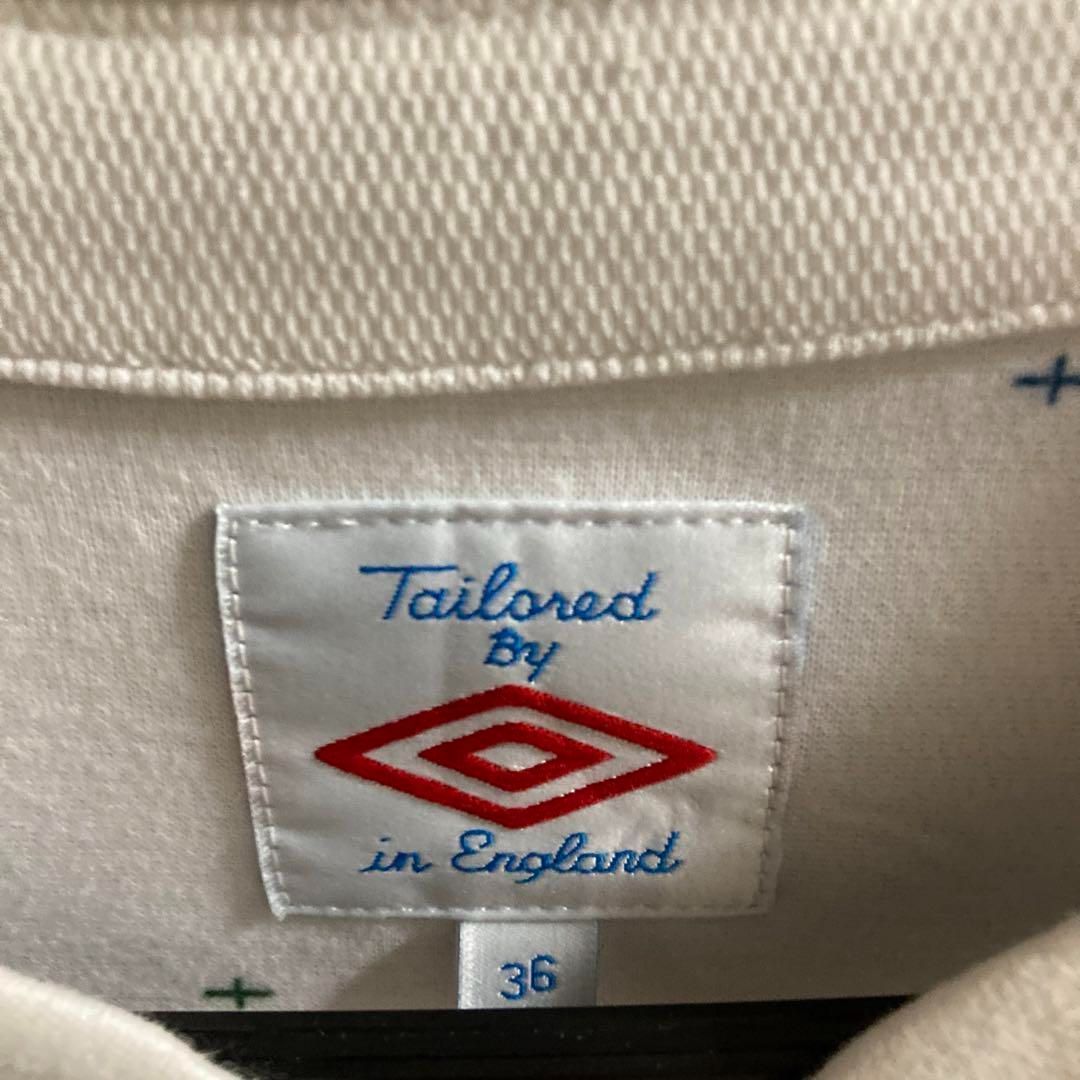 Tailored
By
in England
36